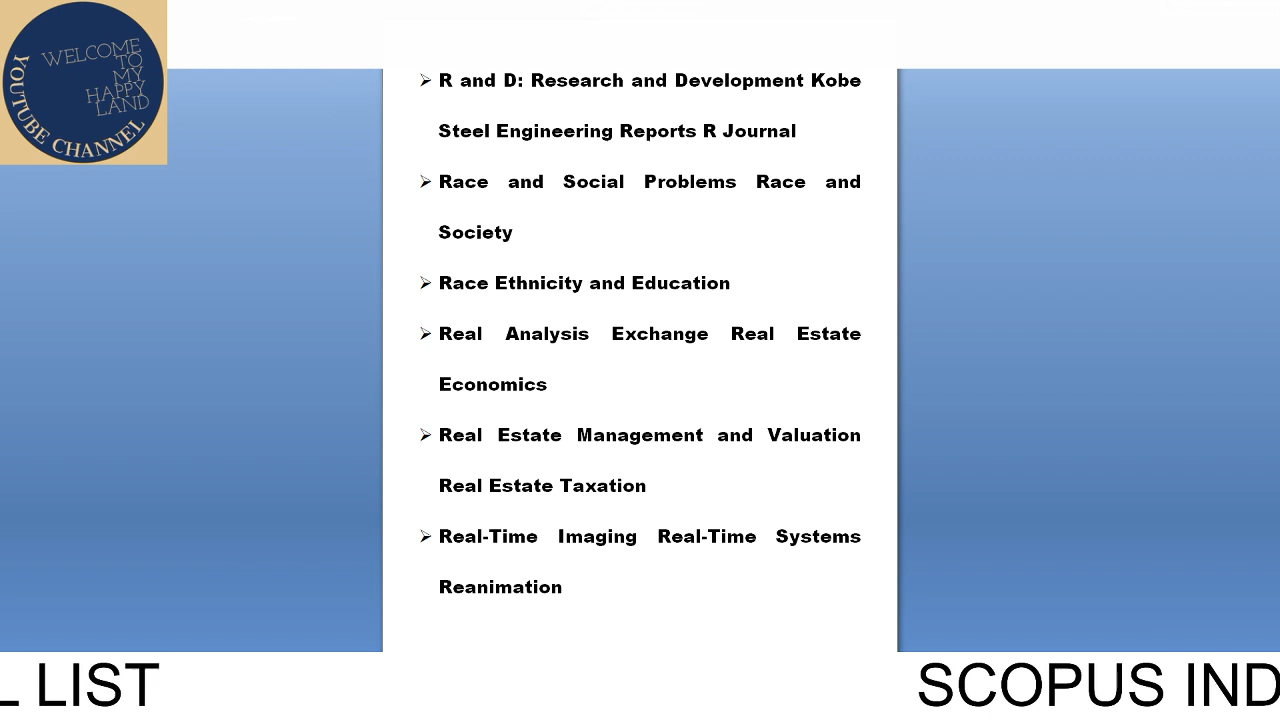 WELCOME
TO
MY
HAPPY
LAND
YOUTUBE CHANNEL
➢ R and D: Research and Development Kobe
Steel Engineering Reports R Journal
➢ Race and Social Problems Race and
Society
➢ Race Ethnicity and Education
➢ Real Analysis Exchange Real Estate
Economics
➢ Real Estate Management and Valuation
Real Estate Taxation
➢ Real-Time Imaging Real-Time Systems
Reanimation
L LIST SCOPUS IND